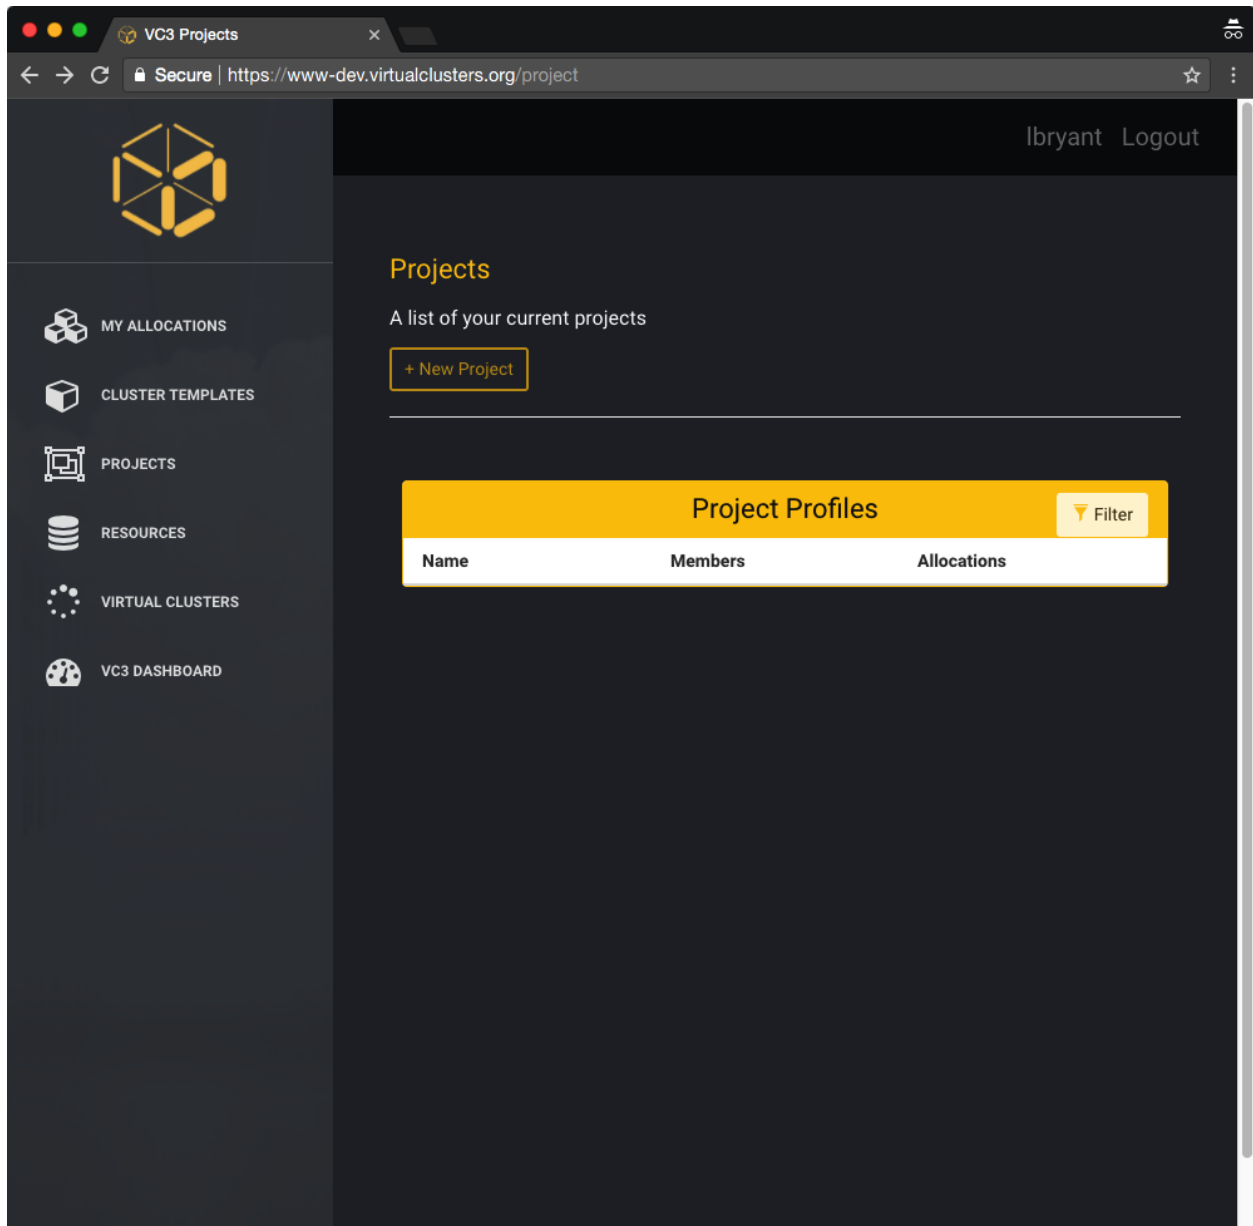 VC3 Projects
Secure | https://www-dev.virtualclusters.org/project
lbryant Logout
MY ALLOCATIONS
CLUSTER TEMPLATES
PROJECTS
RESOURCES
VIRTUAL CLUSTERS
VC3 DASHBOARD
Projects
A list of your current projects
+ New Project
Project Profiles
Filter
Name Members Allocations